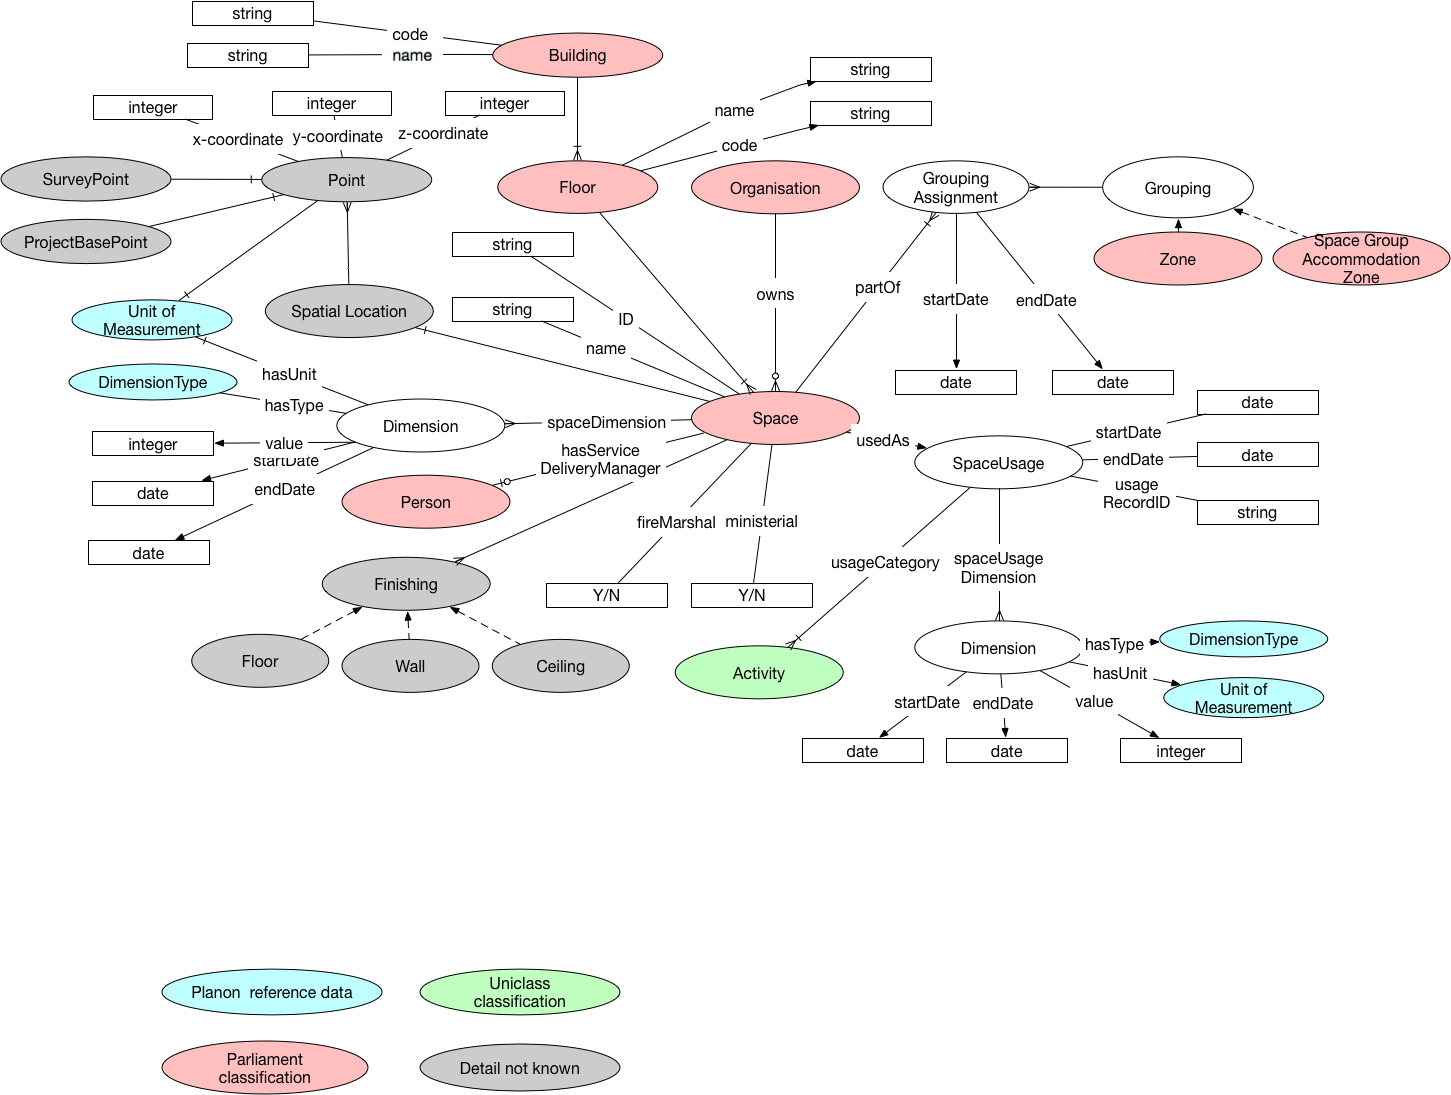 string
code
string
name
Building
integer
integer
integer
x-coordinate
y-coordinate
z-coordinate
string
name
string
code
SurveyPoint
Point
Floor
Organisation
Grouping
Assignment
Grouping
ProjectBasePoint
string
Zone
Space Group
Accommodation
Zone
owns
partOf
startDate
endDate
Unit of
Measurement
Spatial Location
string
ID
name
hasUnit
DimensionType
hasType
date
date
date
Dimension
spaceDimension
Space
usedAs
startDate
integer
value
startDate
hasService
DeliveryManager
SpaceUsage
endDate
date
usage
RecordID
date
endDate
Person
string
fireMarshal
ministerial
date
usageCategory
spaceUsage
Dimension
Finishing
Y/N
Y/N
Floor
Wall
Ceiling
Activity
Dimension
hasType
DimensionType
hasUnit
Unit of
Measurement
startDate
endDate
value
date
date
integer
Planon  reference data
Uniclass
classification
Parliament
classification
Detail not known